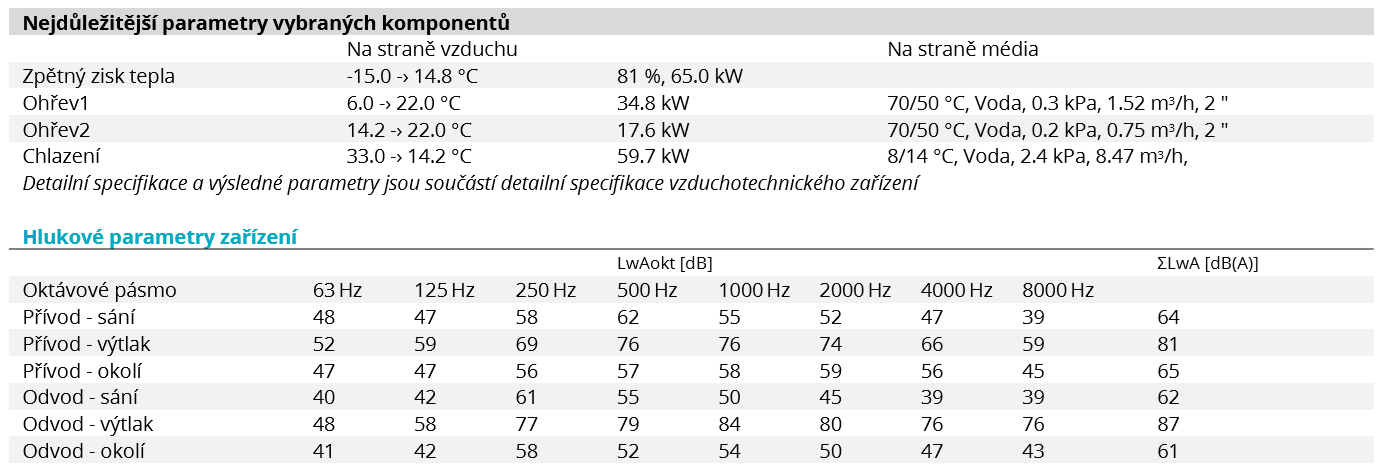 Nejdůležitější parametry vybraných komponentů
Na straně vzduchu Na straně média
Zpětný zisk tepla -15.0 -› 14.8 °C 81 %, 65.0 kW
Ohřev1 6.0 -› 22.0 °C 34.8 kW 70/50 °C, Voda, 0.3 kPa, 1.52 m³/h, 2 "
Ohřev2 14.2 -› 22.0 °C 17.6 kW 70/50 °C, Voda, 0.2 kPa, 0.75 m³/h, 2 "
Chlazení 33.0 -› 14.2 °C 59.7 kW 8/14 °C, Voda, 2.4 kPa, 8.47 m³/h,
Detailní specifikace a výsledné parametry jsou součástí detailní specifikace vzduchotechnického zařízení
Hlukové parametry zařízení
LwAokt [dB] ΣLwA [dB(A)]
Oktávové pásmo 63 Hz 125 Hz 250 Hz 500 Hz 1000 Hz 2000 Hz 4000 Hz 8000 Hz
Přívod - sání 48 47 58 62 55 52 47 39 64
Přívod - výtlak 52 59 69 76 76 74 66 59 81
Přívod - okolí 47 47 56 57 58 59 56 45 65
Odvod - sání 40 42 61 55 50 45 39 39 62
Odvod - výtlak 48 58 77 79 84 80 76 76 87
Odvod - okolí 41 42 58 52 54 50 47 43 61